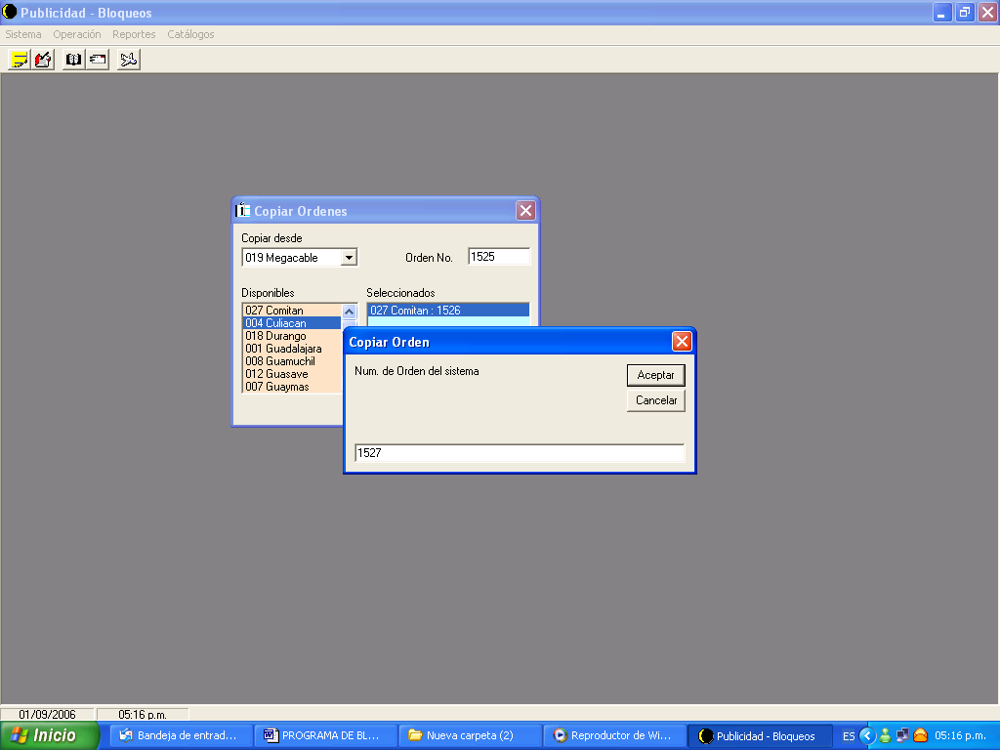 Publicidad - Bloqueos
Sistema Operación Reportes Catálogos
Copiar Ordenes
Copiar desde
019 Megacable
Orden No.
1525
Disponibles
Seleccionados
027 Comitan
004 Culiacan
018 Durango
001 Guadalajara
008 Guamuchil
012 Guasave
007 Guaymas
027 Comitan : 1526
Copiar Orden
Num. de Orden del sistema
Aceptar
Cancelar
1527
01/09/2006 05:16 p.m.
Inicio
Bandeja de entrad...
PROGRAMA DE BL...
Nueva carpeta (2)
Reproductor de Wi...
Publicidad - Bloqueos
ES
05:16 p.m.